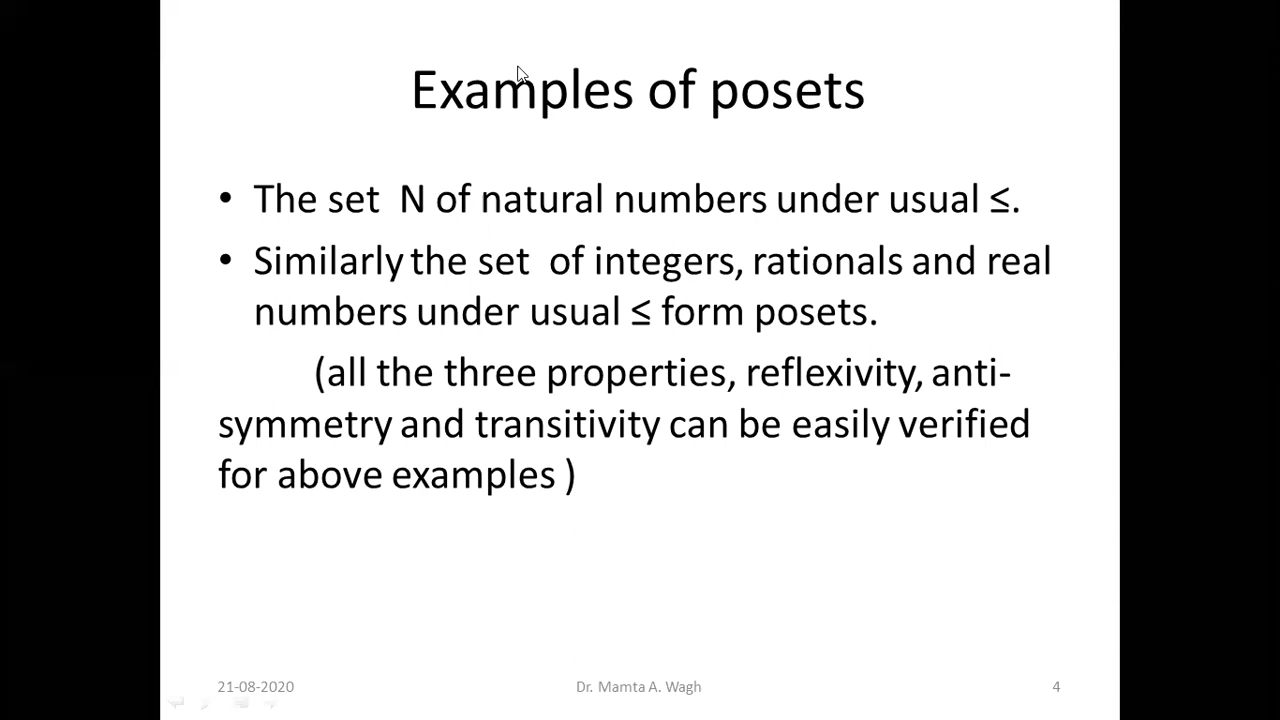 Examples of posets
• The set N of natural numbers under usual ≤.
• Similarly the set of integers, rationals and real
numbers under usual ≤ form posets.
(all the three properties, reflexivity, anti-
symmetry and transitivity can be easily verified
for above examples )
21-08-2020
Dr. Mamta A. Wagh
4